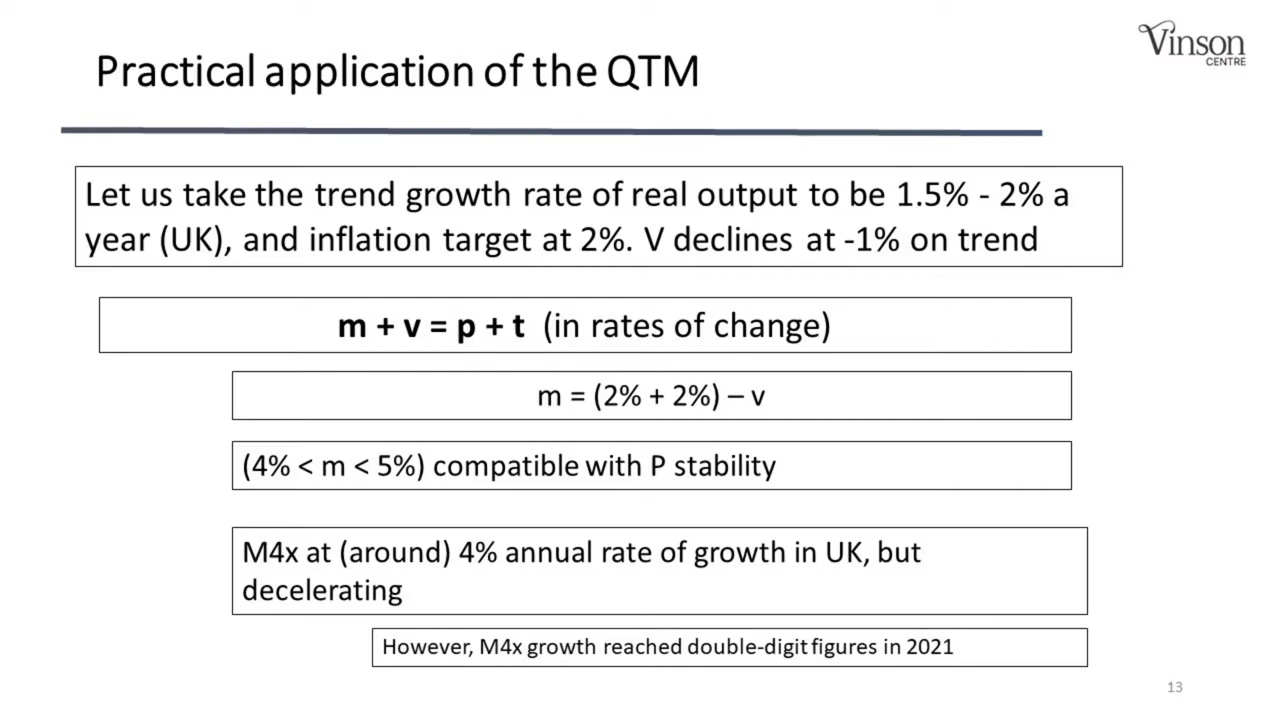 Vinson
CENTRE
Practical application of the QTM
Let us take the trend growth rate of real output to be 1.5% - 2% a
year (UK), and inflation target at 2%. V declines at -1% on trend
m + v = p + t (in rates of change)
m = (2% + 2%) – v
(4% < m < 5%) compatible with P stability
M4x at (around) 4% annual rate of growth in UK, but
decelerating
However, M4x growth reached double-digit figures in 2021
13